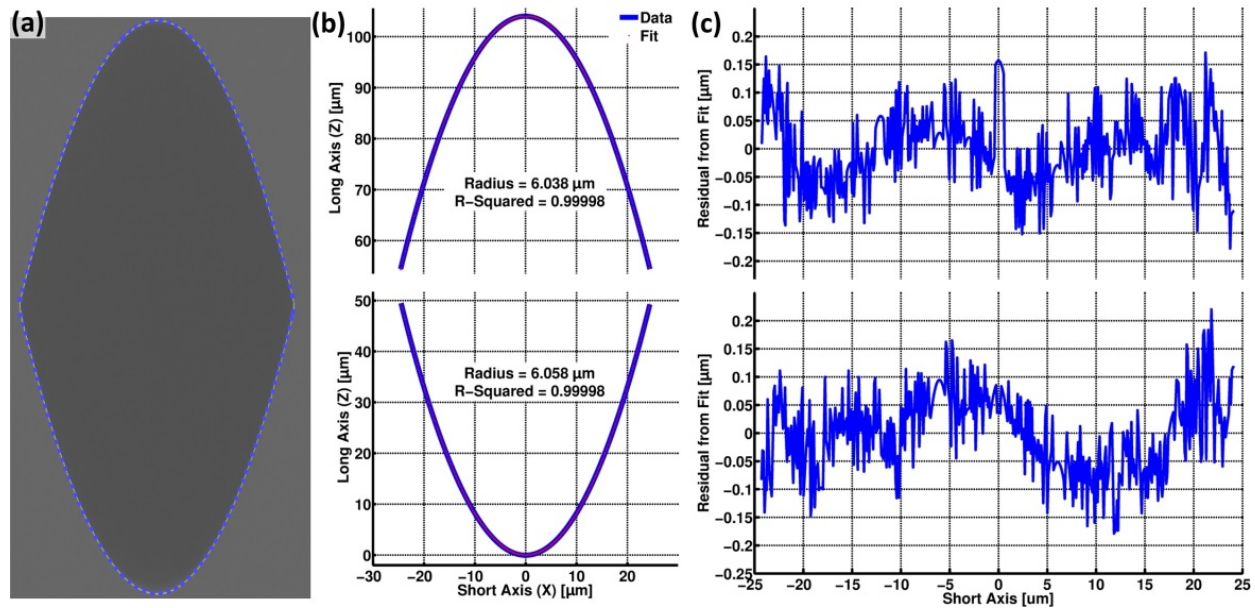 (a)
(b)
Data
Fit
100
90
80
70
60
Long Axis (Z) [µm]
Radius = 6.038 µm
R-Squared = 0.99998
50
40
30
20
10
0
Long Axis (Z) [µm]
Radius = 6.058 µm
R-Squared = 0.99998
−30 −20 −10 0 10 20
Short Axis (X) [µm]
(c)
0.2
0.15
0.1
0.05
0
−0.05
−0.1
−0.15
−0.2
Residual from Fit [µm]
0.2
0.15
0.1
0.05
0
−0.05
−0.1
−0.15
−0.2
−0.25
Residual from Fit [µm]
−25 −20 −15 −10 −5 0 5 10 15 20 25
Short Axis [um]